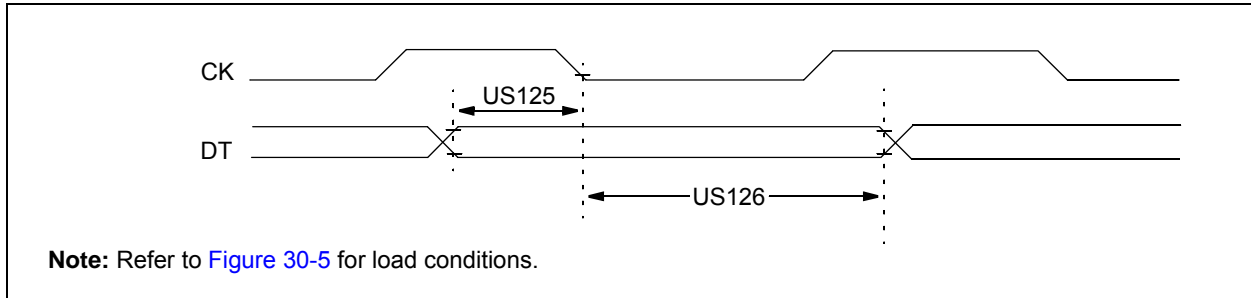 CK
US125
DT
US126
Note: Refer to Figure 30-5 for load conditions.